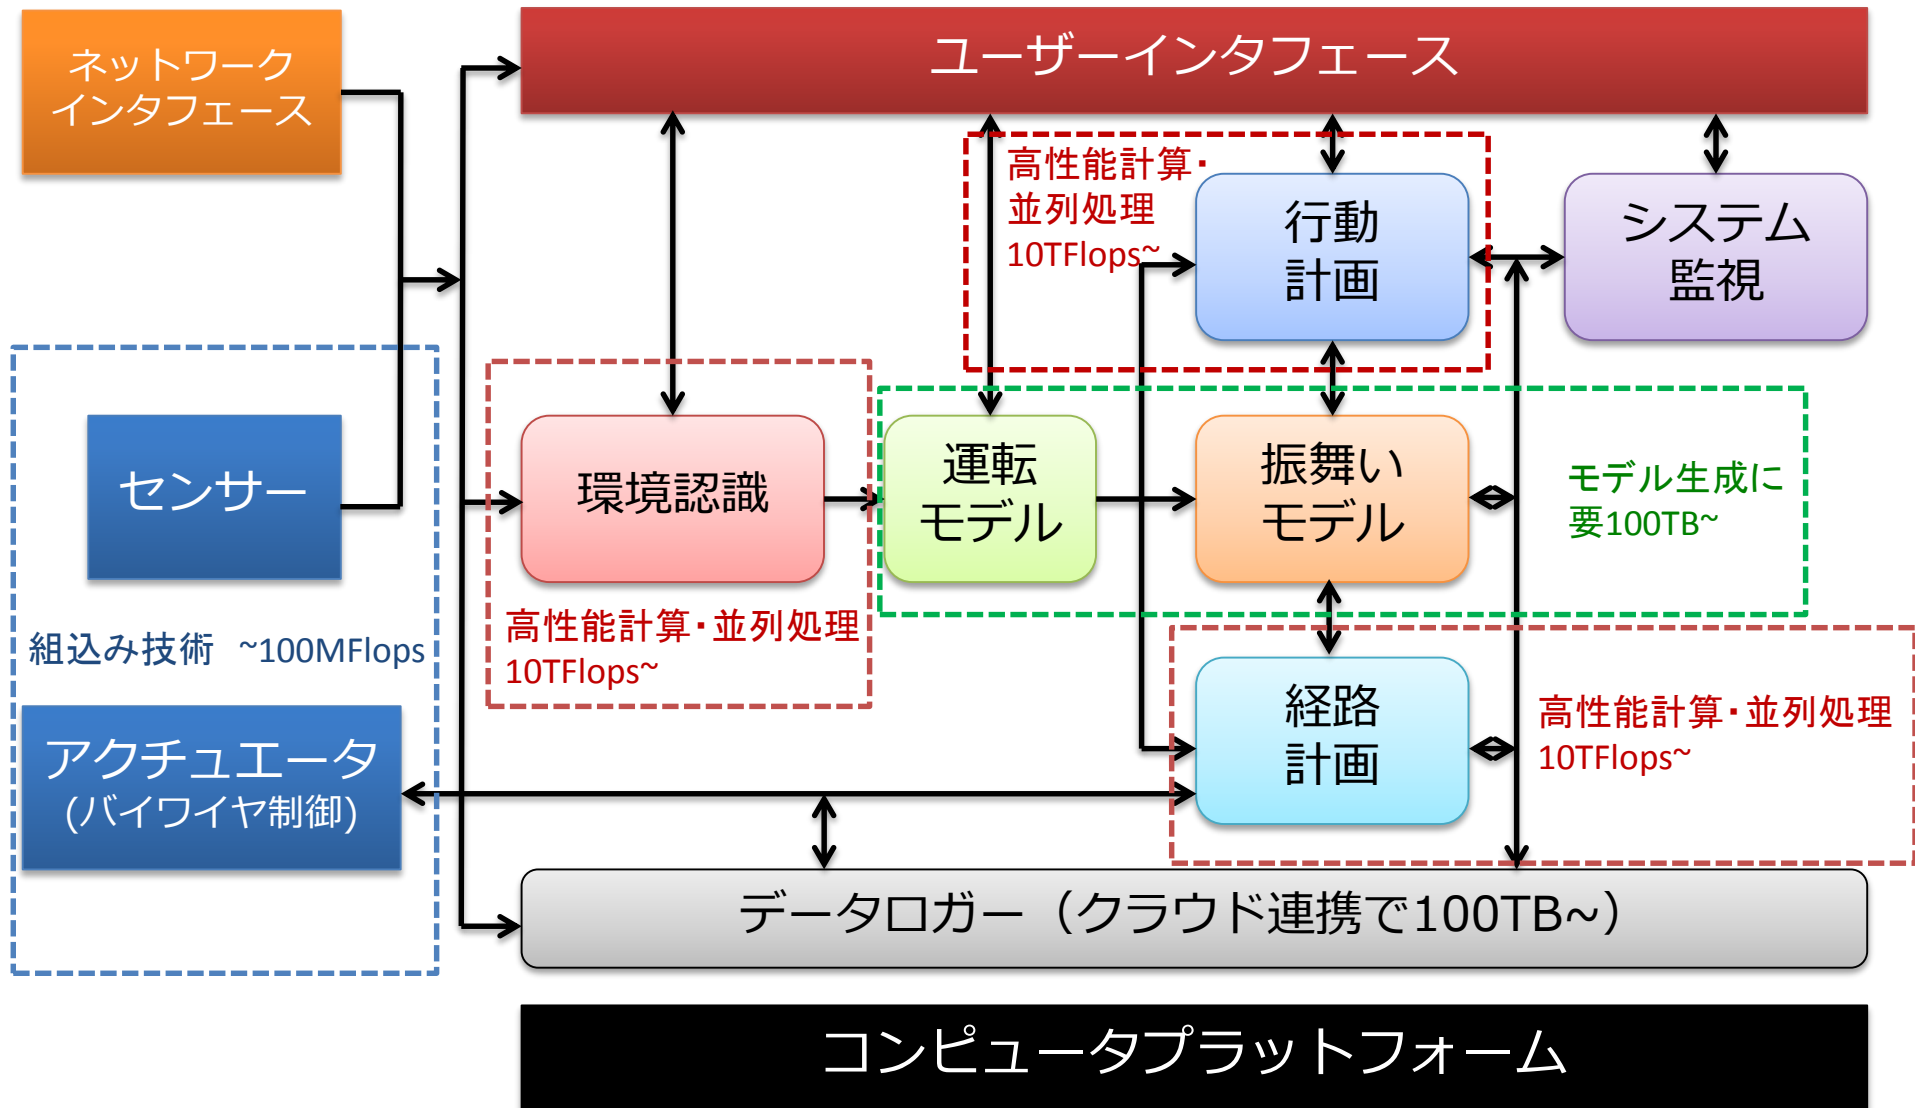 ネットワーク
インタフェース
ユーザーインタフェース
高性能計算・
並列処理
10TFlops~
行動
計画
システム
監視
センサー
環境認識
運転
モデル
振舞い
モデル
モデル生成に
要100TB~
組込み技術　~100MFlops
高性能計算・並列処理
10TFlops~
アクチュエータ
(バイワイヤ制御)
経路
計画
高性能計算・並列処理
10TFlops~
データロガー（クラウド連携で100TB~）
コンピュータプラットフォーム